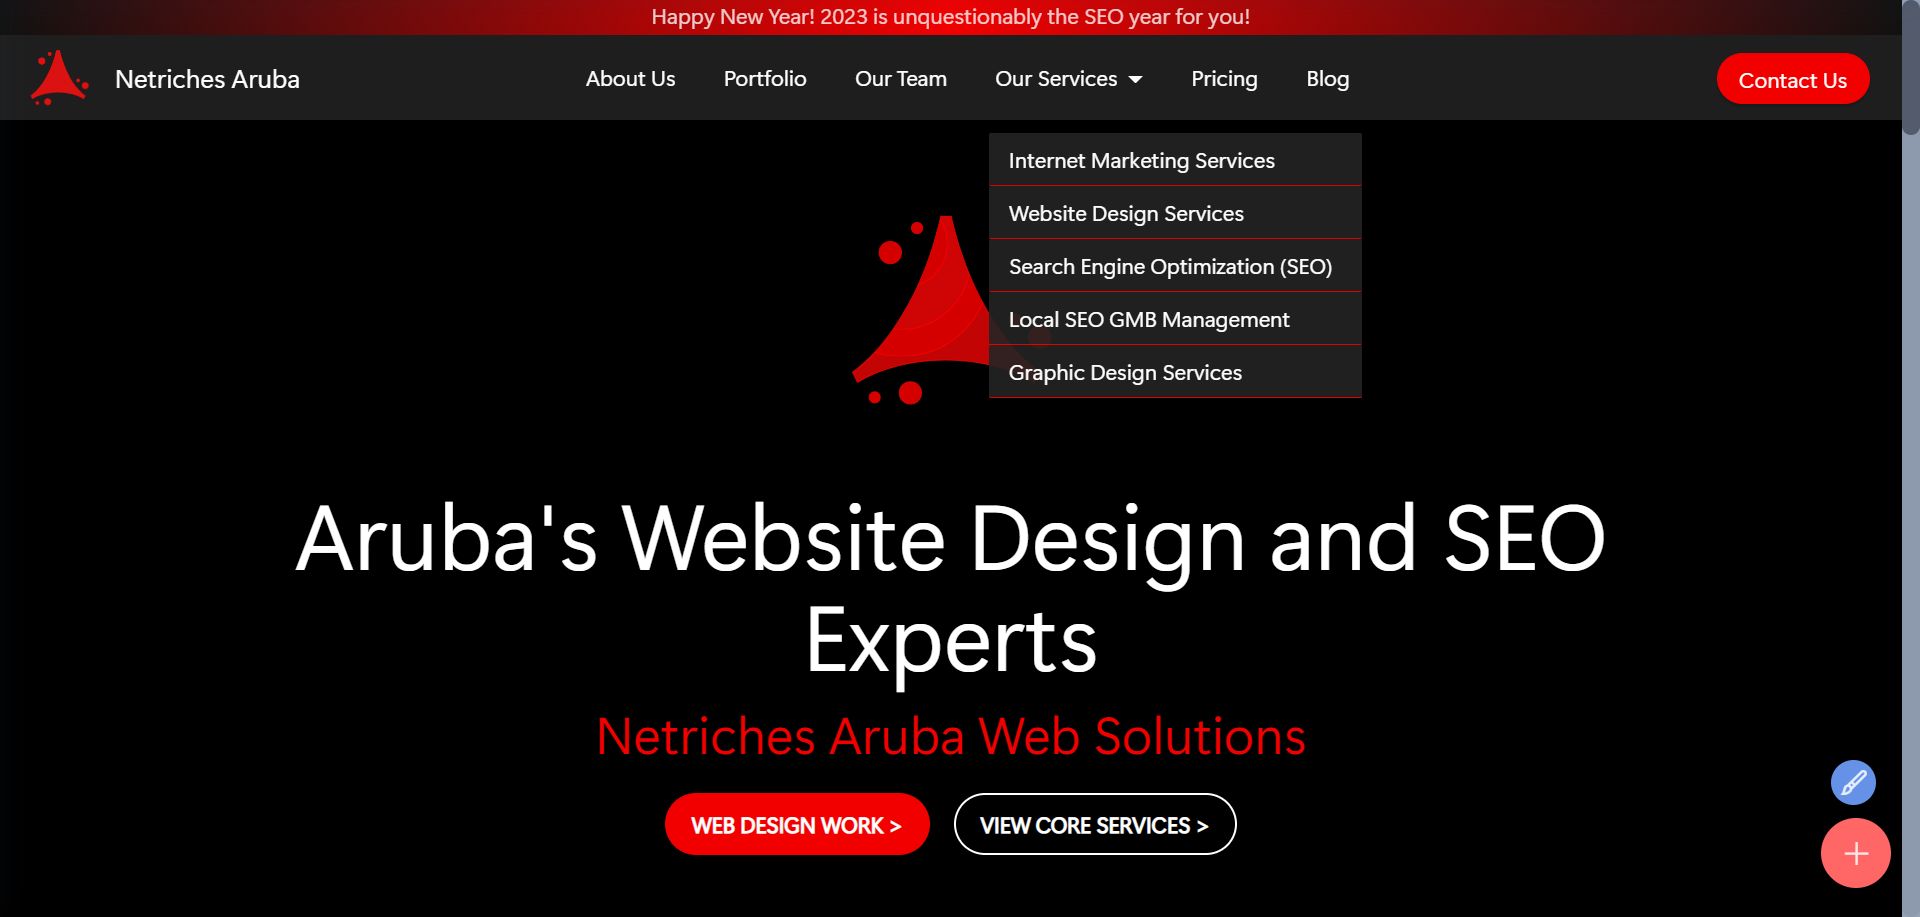 Happy New Year! 2023 is unquestionably the SEO year for you!
Netriches Aruba
About Us
Portfolio
Our Team
Our Services
Pricing
Blog
Contact Us
Internet Marketing Services
Website Design Services
Search Engine Optimization (SEO)
Local SEO GMB Management
Graphic Design Services
Aruba's Website Design and SEO
Experts
Netriches Aruba Web Solutions
WEB DESIGN WORK >
VIEW CORE SERVICES >